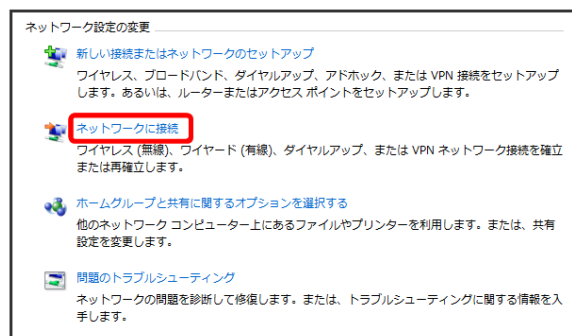 ネットワーク設定の変更
新しい接続またはネットワークのセットアップ
ワイヤレス、ブロードバンド、ダイヤルアップ、アドホック、または VPN 接続をセットアップ
します。あるいは、ルーターまたはアクセス ポイントをセットアップします。
ネットワークに接続
ワイヤレス (無線)、ワイヤード (有線)、ダイヤルアップ、または VPN ネットワーク接続を確立
または再確立します。
ホームグループと共有に関するオプションを選択する
他のネットワーク コンピューター上にあるファイルやプリンターを利用します。または、共有
設定を変更します。
問題のトラブルシューティング
ネットワークの問題を診断して修復します。または、トラブルシューティングに関する情報を入
手します。